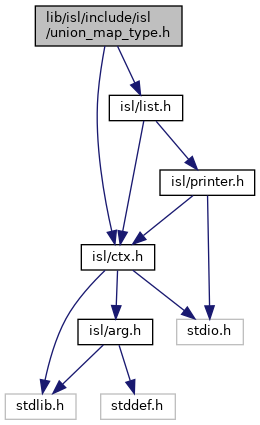 lib/isl/include/isl
/union_map_type.h
isl/list.h
isl/printer.h
isl/ctx.h
isl/arg.h
stdio.h
stdlib.h
stddef.h